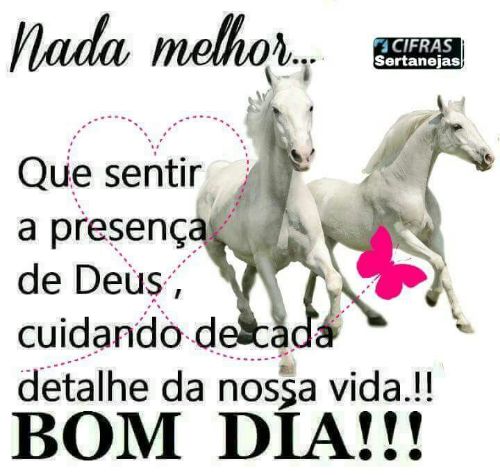 Nada melhor...
CIFRAS
Sertanejas
Que sentir
a presença
de Deus ,
cuidando de cada
detalhe da nossa vida.!!
BOM DÍA!!!